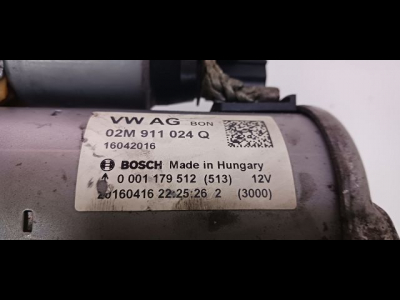 VW AG BON
02M 911 024 Q
16042016
BOSCH Made in Hungary
0 001 179 512 (513) 12V
20160416 22:25:26 2 (3000)